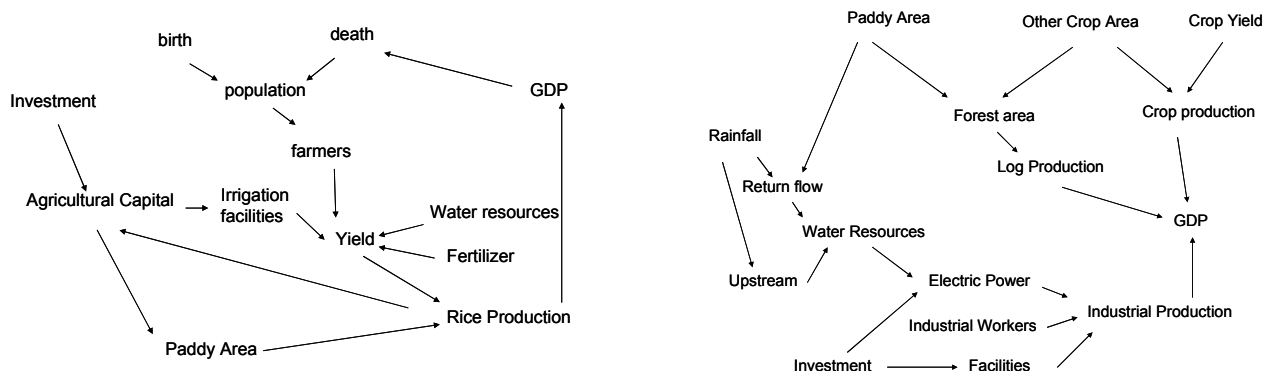 birth
death
population
GDP
Investment
farmers
Agricultural Capital
Irrigation
facilities
Water resources
Yield
Fertilizer
Rice Production
Paddy Area
Paddy Area
Other Crop Area
Crop Yield
Forest area
Crop production
Rainfall
Log Production
Return flow
GDP
Water Resources
Upstream
Electric Power
Industrial Production
Industrial Workers
Investment
Facilities